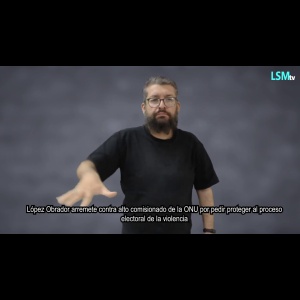 LSMtv
López Obrador arremete contra alto comisionado de la ONU por pedir proteger al proceso
electoral de la violencia